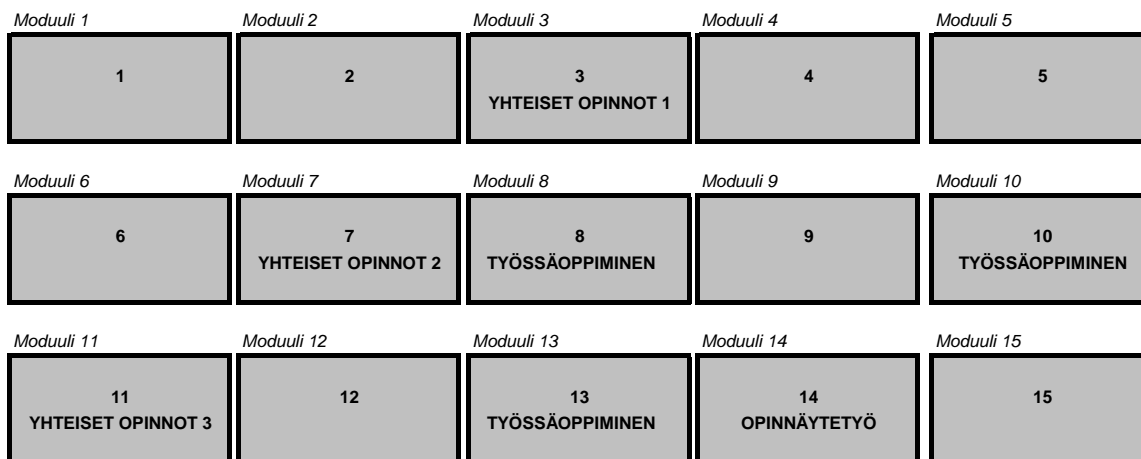 Moduuli 1 Moduuli 2 Moduuli 3 Moduuli 4 Moduuli 5
1 2 3 4 5
YHTEISET OPINNOT 1
Moduuli 6 Moduuli 7 Moduuli 8 Moduuli 9 Moduuli 10
6 7 8 9 10
YHTEISET OPINNOT 2 TYÖSSÄOPPIMINEN TYÖSSÄOPPIMINEN
Moduuli 11 Moduuli 12 Moduuli 13 Moduuli 14 Moduuli 15
11 12 13 14 15
YHTEISET OPINNOT 3 TYÖSSÄOPPIMINEN OPINNÄYTETYÖ